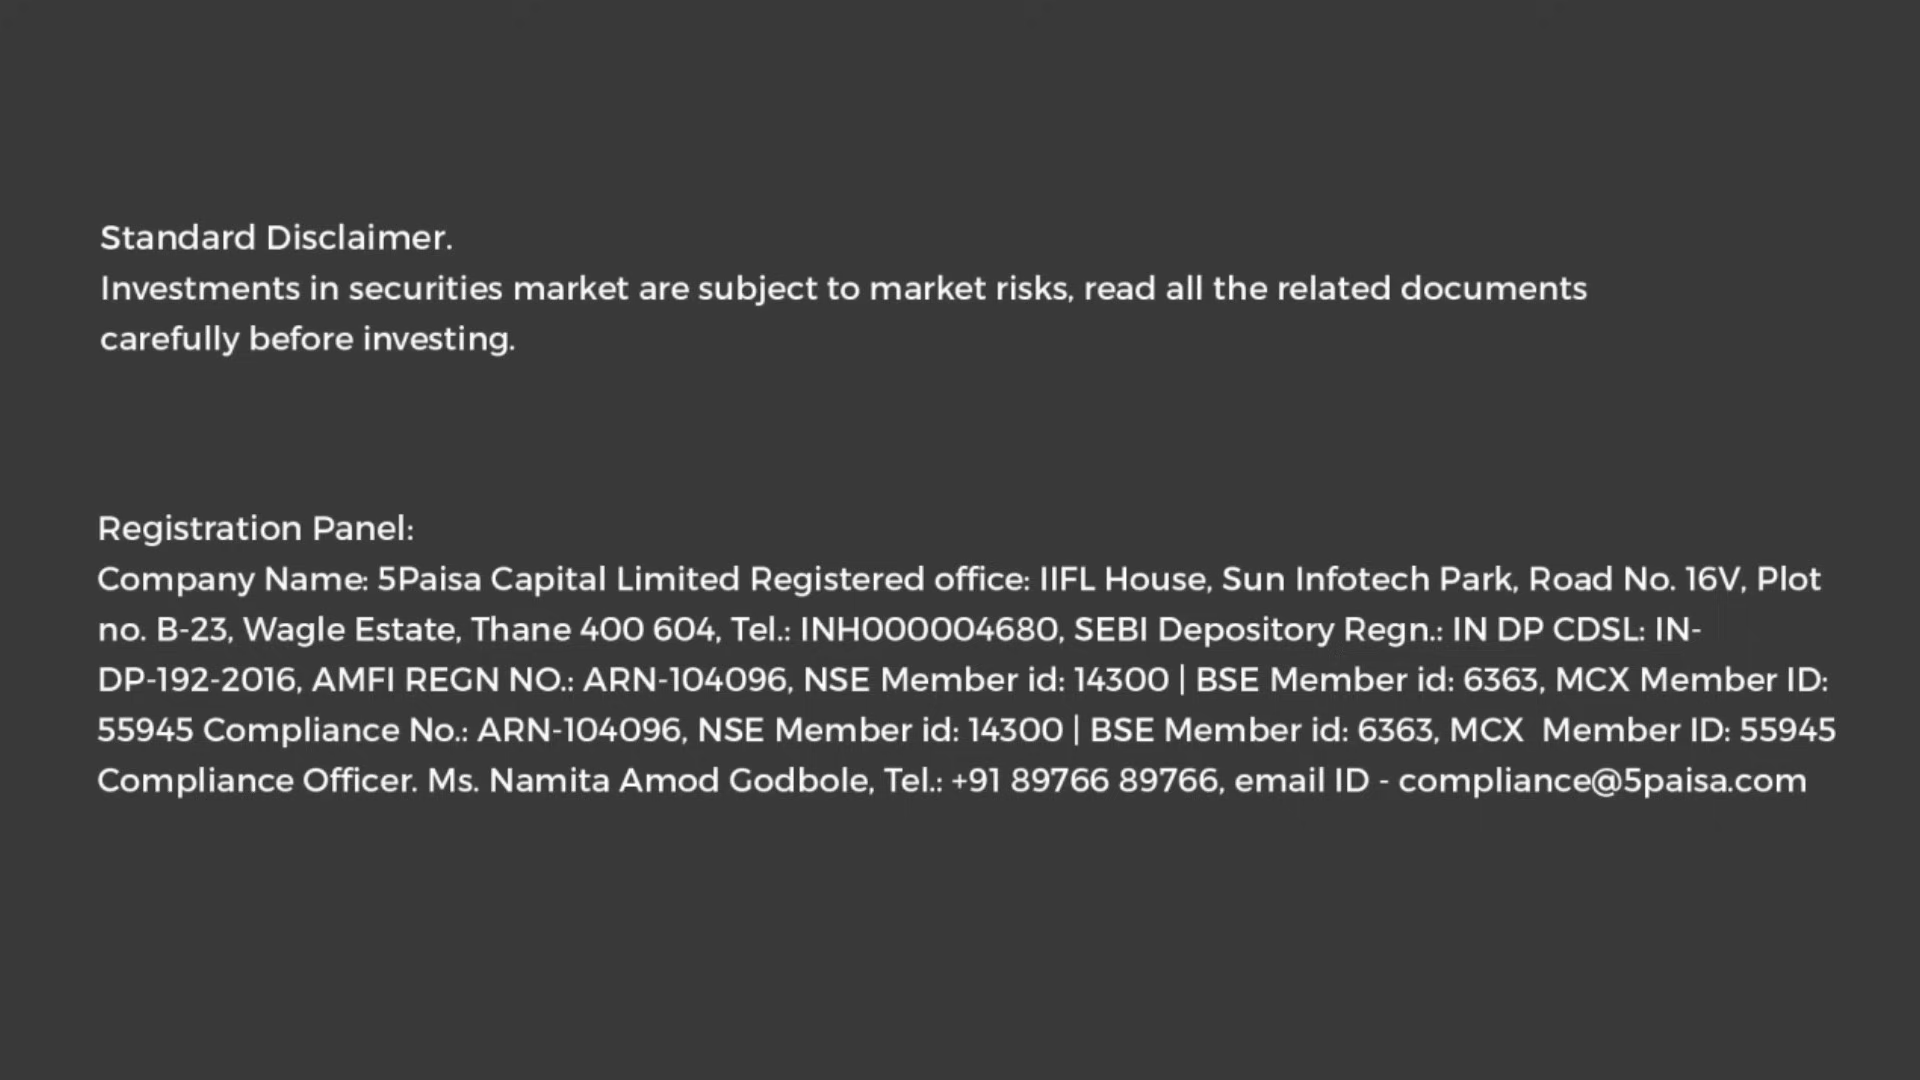 Standard Disclaimer.
Investments in securities market are subject to market risks, read all the related documents
carefully before investing.
Registration Panel:
Company Name: 5Paisa Capital Limited Registered office: IIFL House, Sun Infotech Park, Road No. 16V, Plot
no. B-23, Wagle Estate, Thane 400 604, Tel.: INH000004680, SEBI Depository Regn.: IN DP CDSL: IN-
DP-192-2016, AMFI REGN NO.: ARN-104096, NSE Member id: 14300 | BSE Member id: 6363, MCX Member ID:
55945 Compliance No.: ARN-104096, NSE Member id: 14300 | BSE Member id: 6363, MCX  Member ID: 55945
Compliance Officer. Ms. Namita Amod Godbole, Tel.: +91 89766 89766, email ID - compliance@5paisa.com